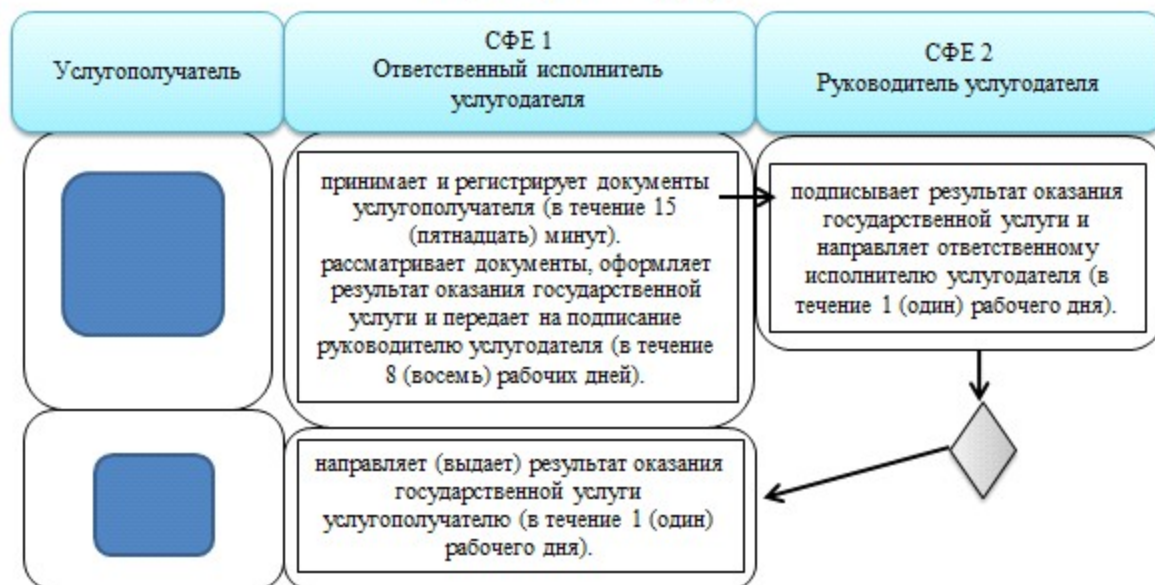 Услугополучатель
СФЕ 1
Ответственный исполнитель
услугодателя
СФЕ 2
Руководитель услугодателя
принимает и регистрирует документы
услугополучателя (в течение 15
(пятнадцать) минут).
рассматривает документы, оформляет
результат оказания государственной
услуги и передает на подписание
руководителю услугодателя (в течение
8 (восемь) рабочих дней).
подписывает результат оказания
государственной услуги и
направляет ответственному
исполнителю услугодателя (в
течение 1 (один) рабочего дня).
направляет (выдает) результат оказания
государственной услуги
услугополучателю (в течение 1 (один)
рабочего дня).